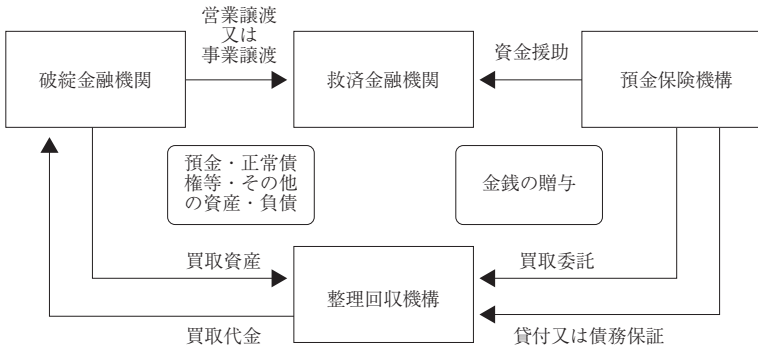 営業譲渡
又は
事業譲渡
破綻金融機関
救済金融機関
資金援助
預金保険機構
預金・正常債
権等・その他
の資産・負債
金銭の贈与
買取資産
買取委託
整理回収機構
買取代金
貸付又は債務保証